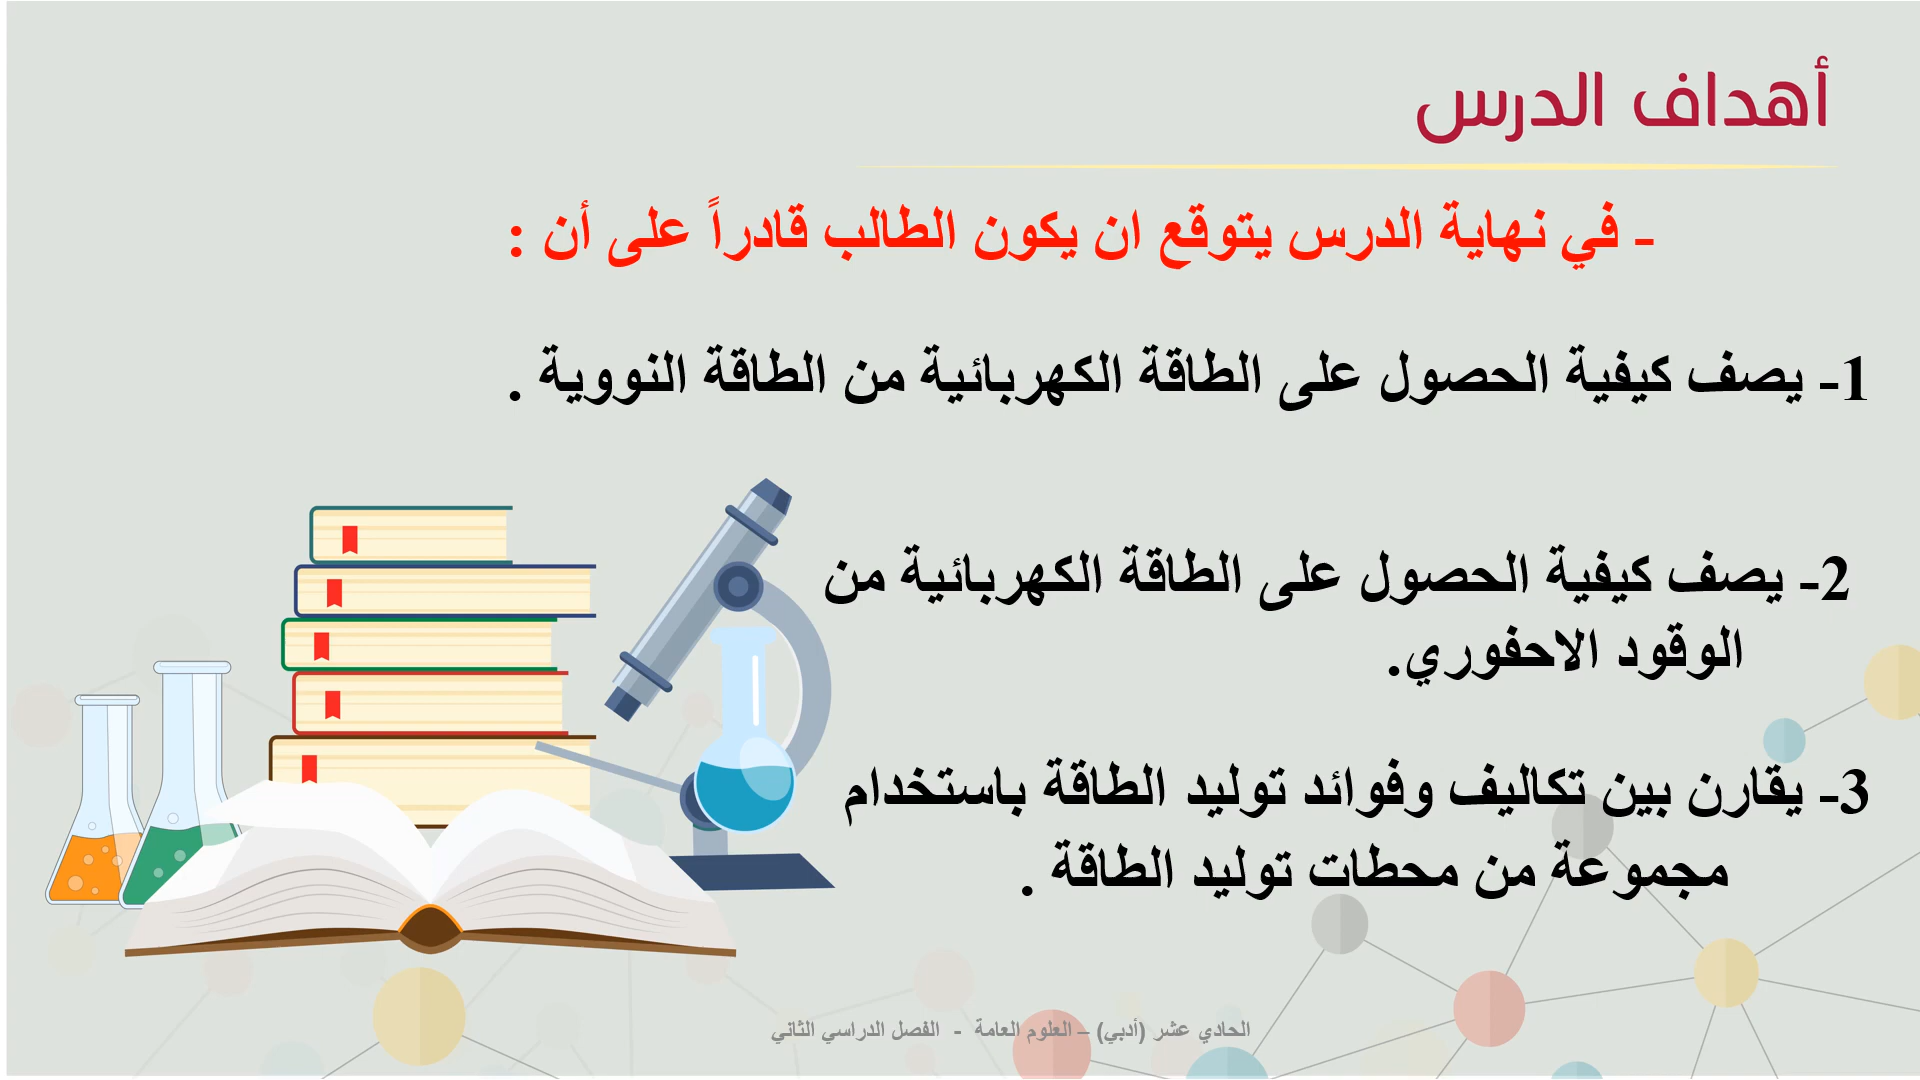 أهداف الدرس
- في نهاية الدرس يتوقع ان يكون الطالب قادراً على أن :
1- يصف كيفية الحصول على الطاقة الكهربائية من الطاقة النووية .
2- يصف كيفية الحصول على الطاقة الكهربائية من
الوقود الاحفوري.
3- يقارن بين تكاليف وفوائد توليد الطاقة باستخدام
مجموعة من محطات توليد الطاقة .
الحادي عشر (أدبي) – العلوم العامة - الفصل الدراسي الثاني